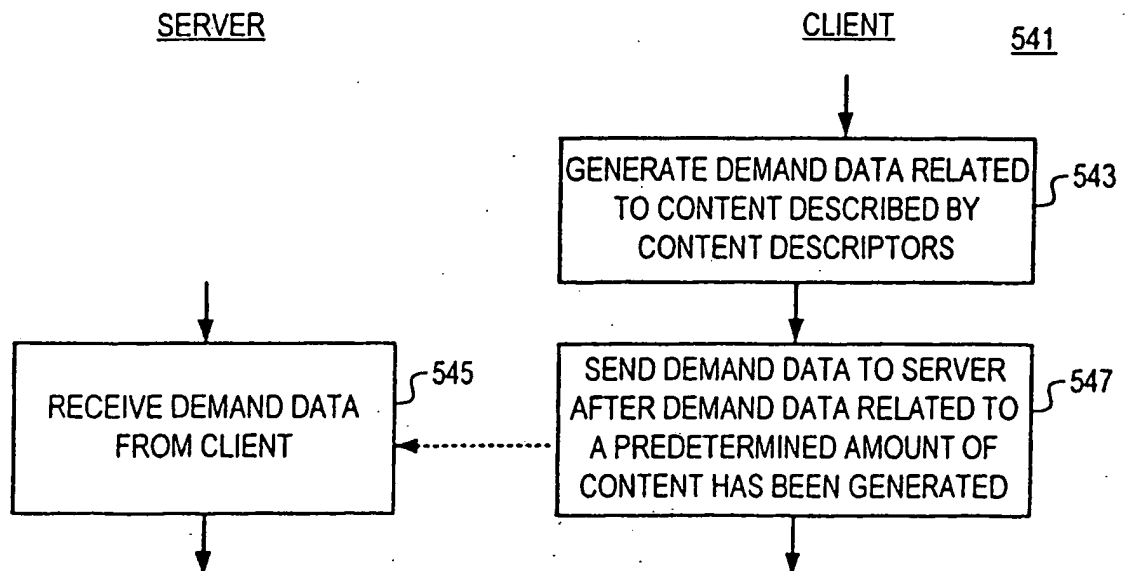 SERVER
CLIENT
541
GENERATE DEMAND DATA RELATED
TO CONTENT DESCRIBED BY
CONTENT DESCRIPTORS
543
RECEIVE DEMAND DATA
FROM CLIENT
545
SEND DEMAND DATA TO SERVER
AFTER DEMAND DATA RELATED TO
A PREDETERMINED AMOUNT OF
CONTENT HAS BEEN GENERATED
547